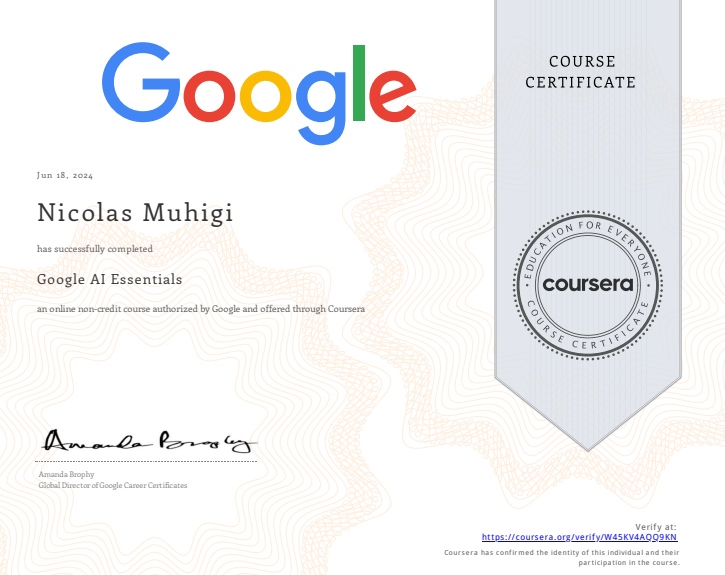 Google
COURSE
CERTIFICATE
Jun 18, 2024
Nicolas Muhigi
has successfully completed
Google AI Essentials
an online non-credit course authorized by Google and offered through Coursera
EDUCATION FOR EVERYONE
coursera
COURSE CERTIFICATE
Amanda Brophy
Amanda Brophy
Global Director of Google Career Certificates
Verify at:
https://coursera.org/verify/W45KV4AQQ9KN
Coursera has confirmed the identity of this individual and their
participation in the course.